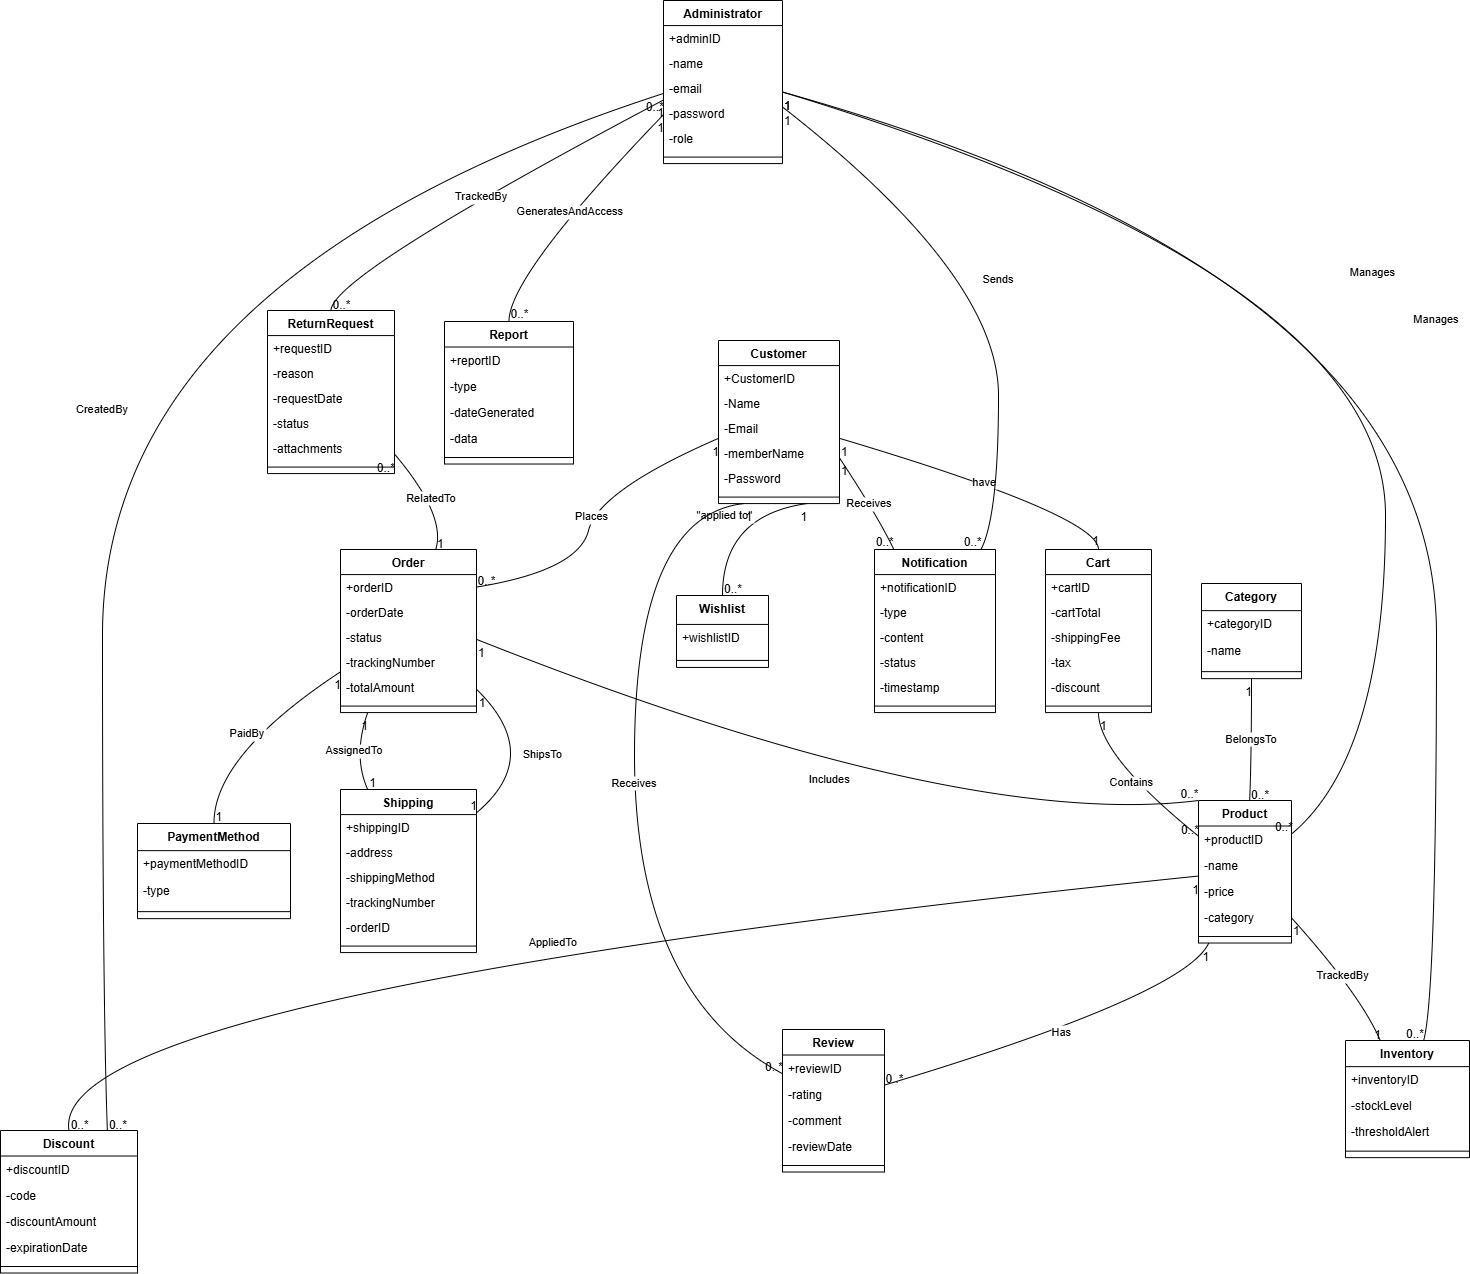 Administrator
+adminID
-name
-email
-password
-role
0..*
1
1
1
1
1
TrackedBy
GeneratesAndAccess
Sends
Manages
Manages
CreatedBy
0..*
0..*
ReturnRequest
+requestID
-reason
-requestDate
-status
-attachments
0..*
Report
+reportID
-type
-dateGenerated
-data
Customer
+CustomerID
-Name
-Email
-memberName
-Password
1
1
1
1
1
RelatedTo
Places
"applied to"
Receives
have
1
0..*
0..*
0..*
0..*
1
Order
+orderID
-orderDate
-status
-trackingNumber
-totalAmount
1
1
1
1
Wishlist
+wishlistID
Notification
+notificationID
-type
-content
-status
-timestamp
Cart
+cartID
-cartTotal
-shippingFee
-tax
-discount
1
Category
+categoryID
-name
1
PaidBy
AssignedTo
ShipsTo
Receives
Includes
Contains
BelongsTo
1
1
1
0..*
0..*
0..*
0..*
PaymentMethod
+paymentMethodID
-type
Shipping
+shippingID
-address
-shippingMethod
-trackingNumber
-orderID
Product
+productID
-name
-price
-category
1
1
1
AppliedTo
TrackedBy
Has
1
0..*
0..*
0..*
0..*
0..*
Review
+reviewID
-rating
-comment
-reviewDate
Inventory
+inventoryID
-stockLevel
-thresholdAlert
Discount
+discountID
-code
-discountAmount
-expirationDate